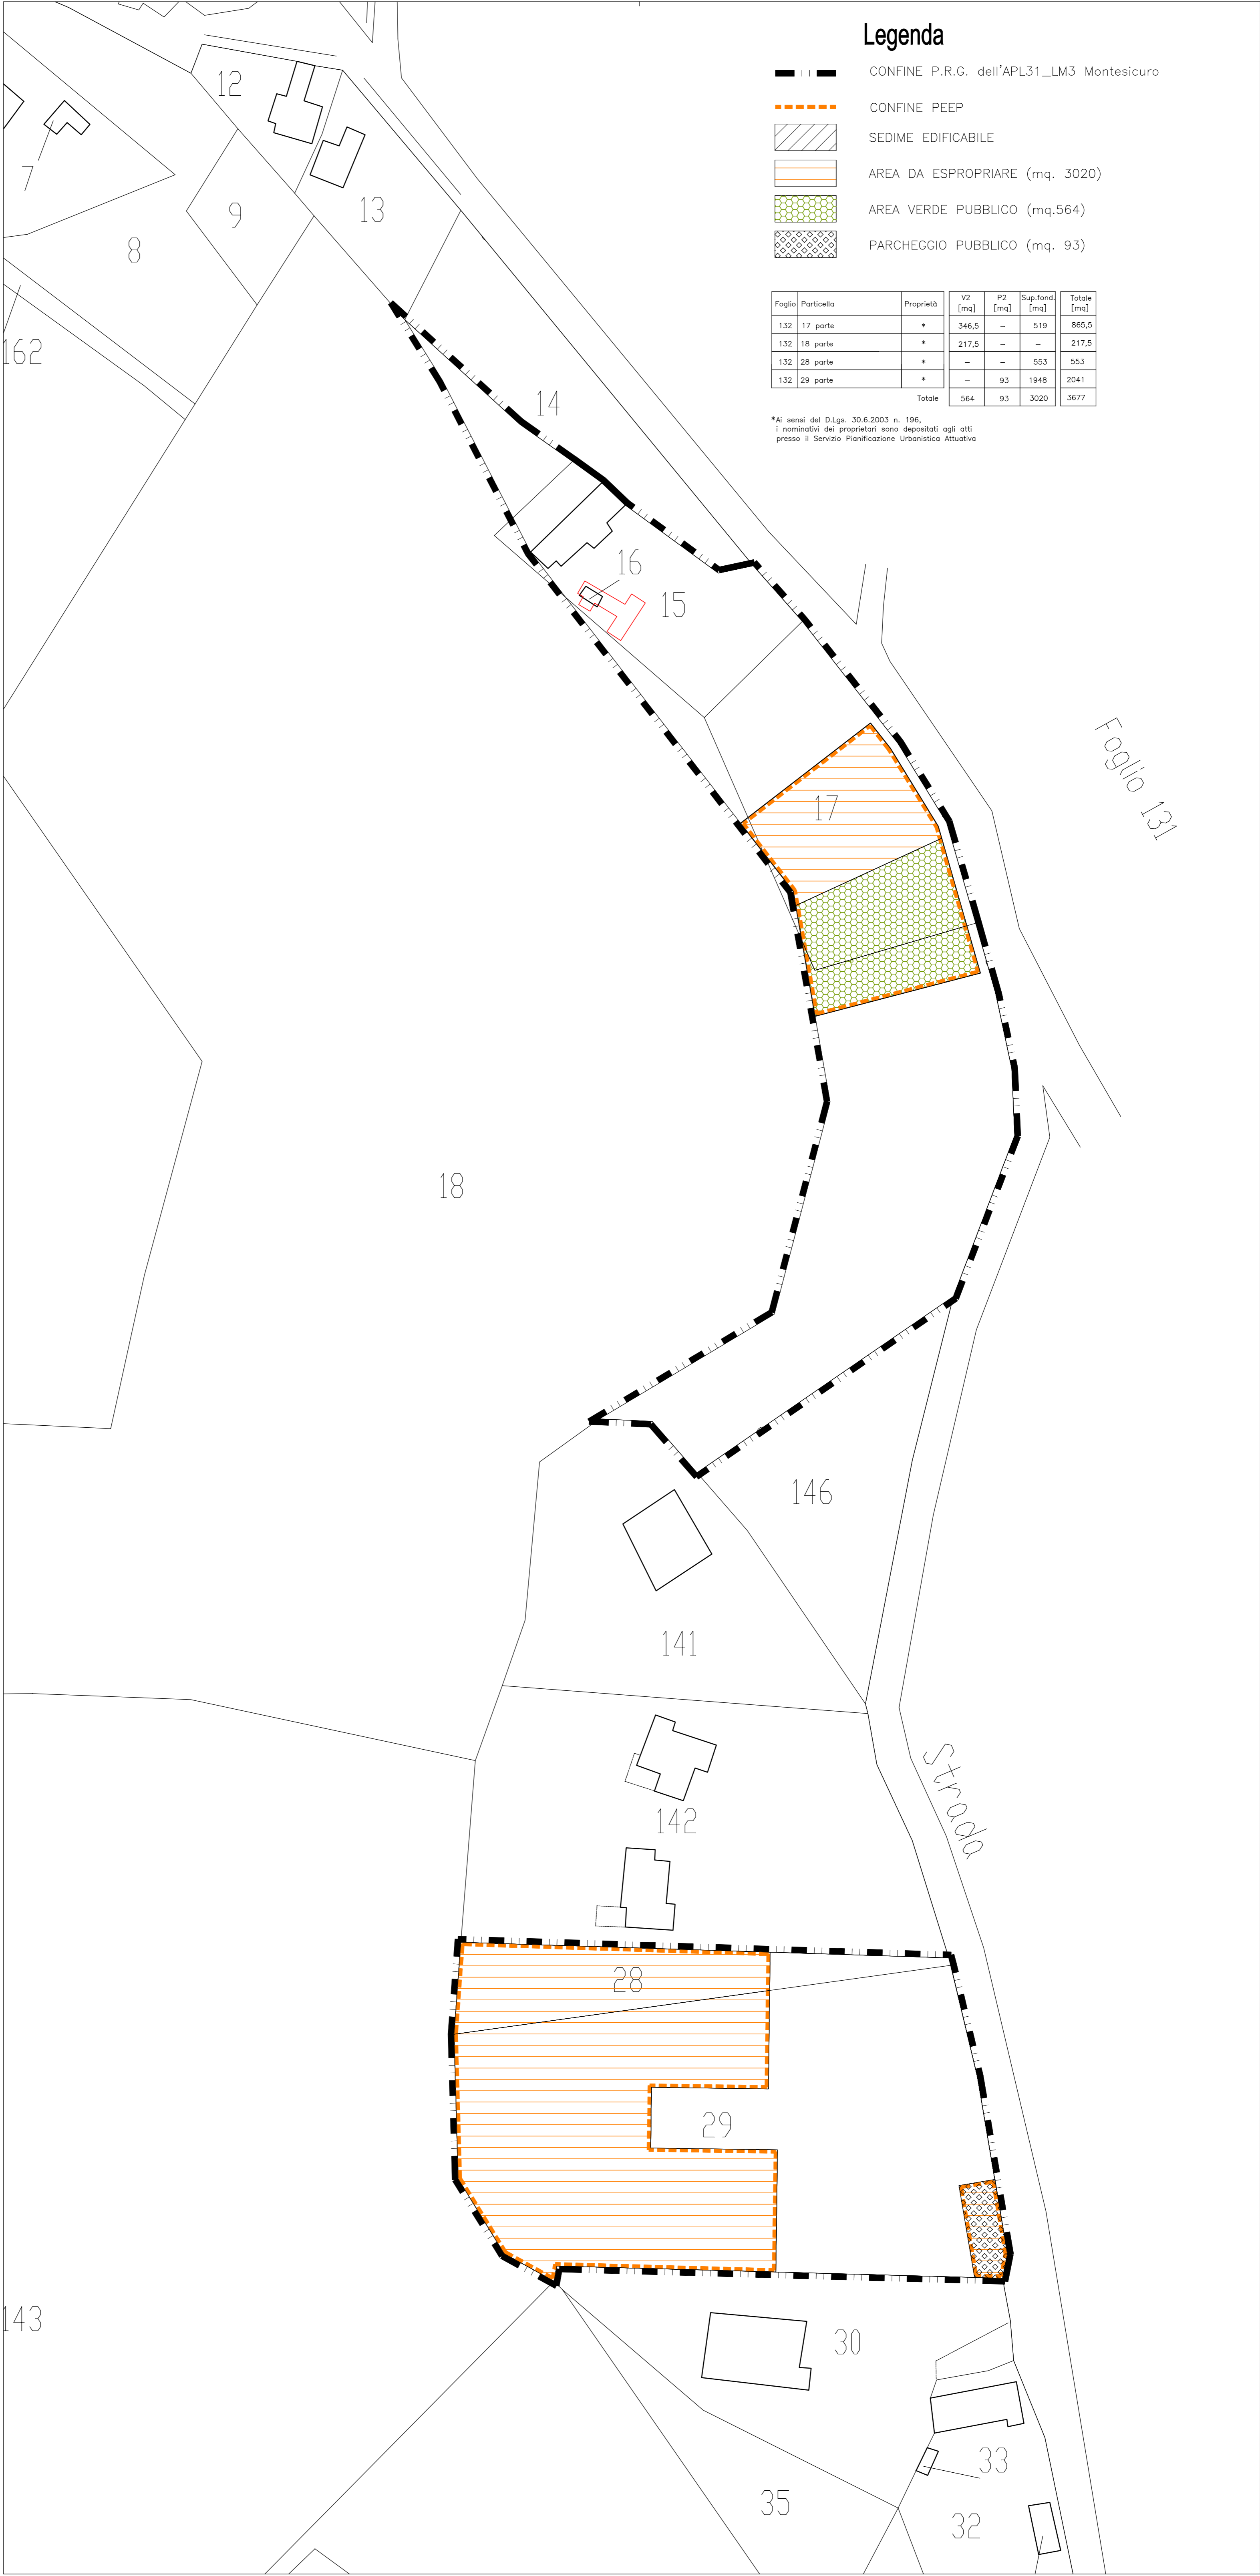 Legenda
CONFINE P.R.G. dell'APL31_LM3 Montesicuro
CONFINE PEEP
SEDIME EDIFICABILE
AREA DA ESPROPRIARE (mq. 3020)
AREA VERDE PUBBLICO (mq.564)
PARCHEGGIO PUBBLICO (mq. 93)
Foglio Particella Proprietà V2 [mq] P2 [mq] Sup.fond. [mq] Totale [mq]
132 17 parte * 346,5 – – 519 865,5
132 18 parte * 217,5 – – 217,5
132 28 parte * – – 553 553
132 29 parte * – 93 1948 2041
Totale 564 93 3020 3677
*Ai sensi del D.Lgs. 30.6.2003 n. 196,
i nominativi dei proprietari sono depositati agli atti
presso il Servizio Pianificazione Urbanistica Attuativa
12
7
13
9
8
162
14
16
15
Foglio 131
17
18
146
141
Strada
142
28
29
143
30
33
35
32